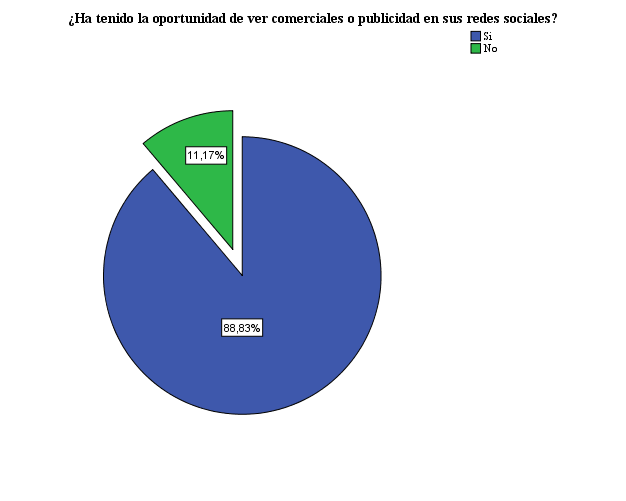 ¿Ha tenido la oportunidad de ver comerciales o publicidad en sus redes sociales?
Si
No
11,17%
88,83%